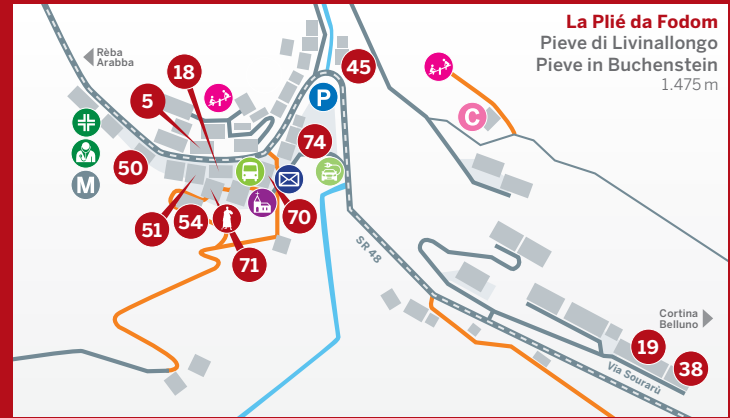 La Plié da Fodom
Pieve di Livinallongo
Pieve in Buchenstein
1.475 m
Rèba
Arabba
18
5
45
P
C
74
50
M
51
54
70
71
SR 48
Cortina
Belluno
19
38
Via Sourarù